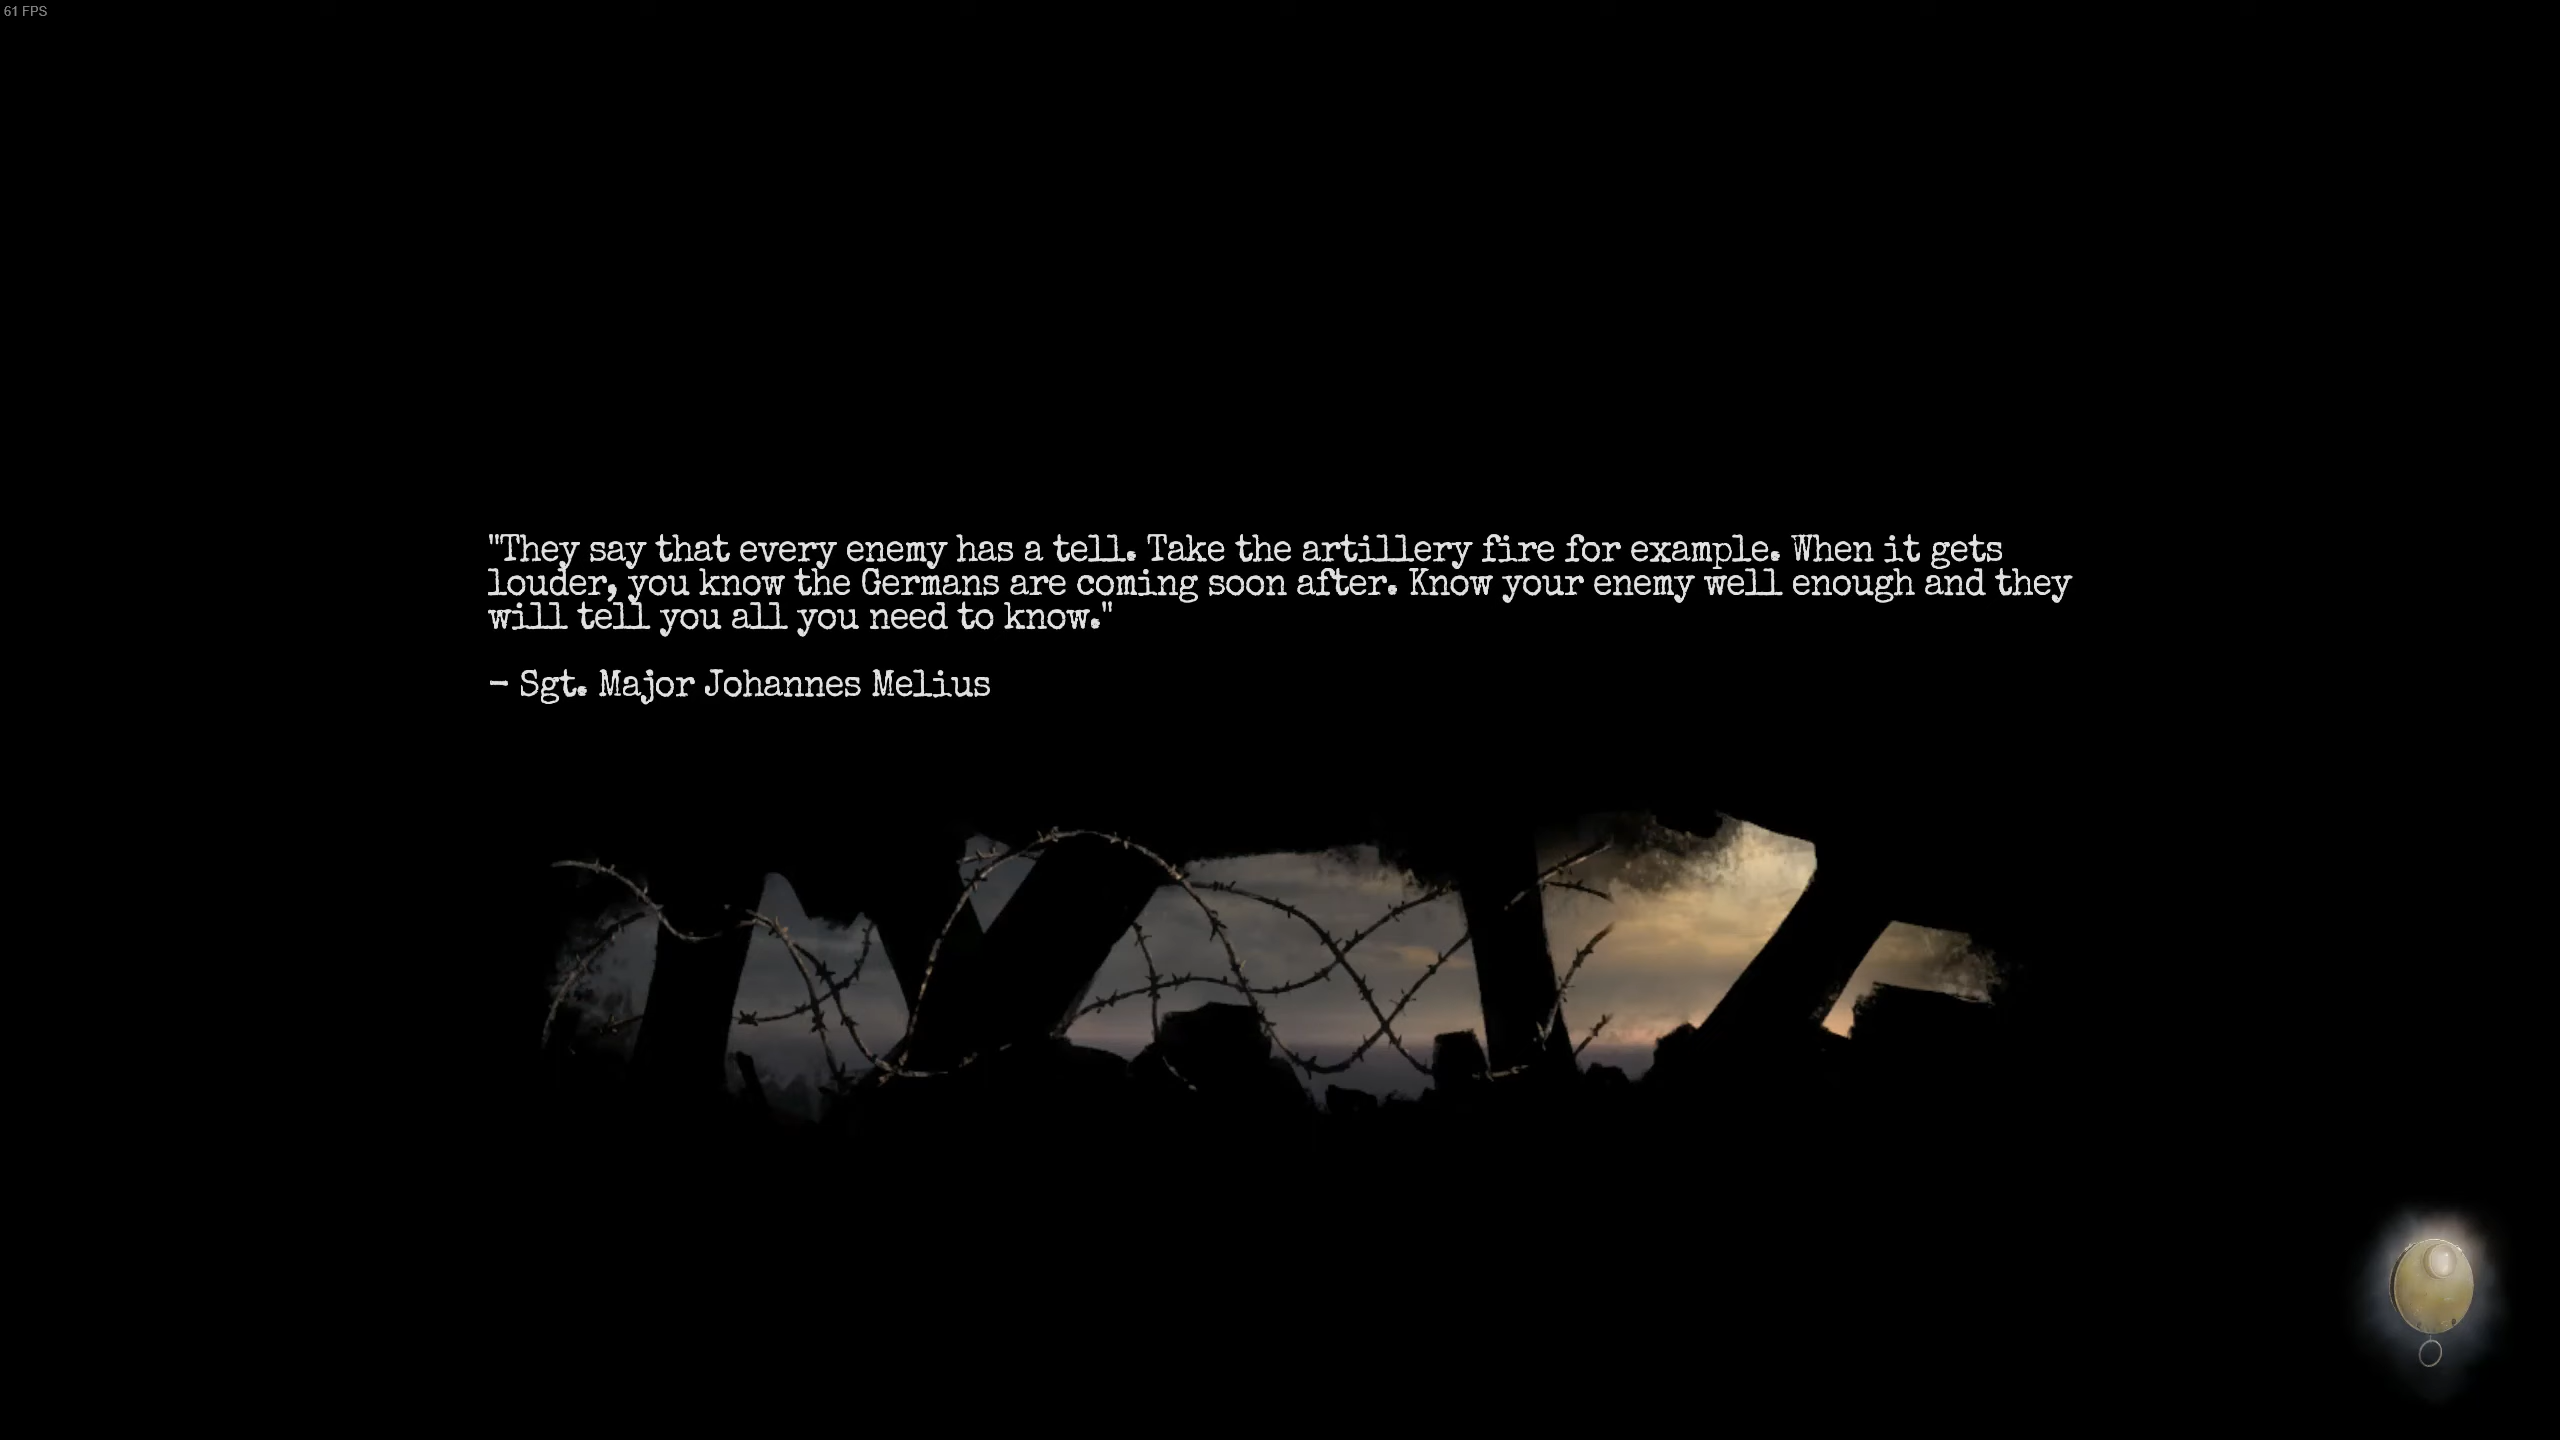 61 FPS
"They say that every enemy has a tell. Take the artillery fire for example. When it gets
louder, you know the Germans are coming soon after. Know your enemy well enough and they
will tell you all you need to know."
- Sgt. Major Johannes Melius